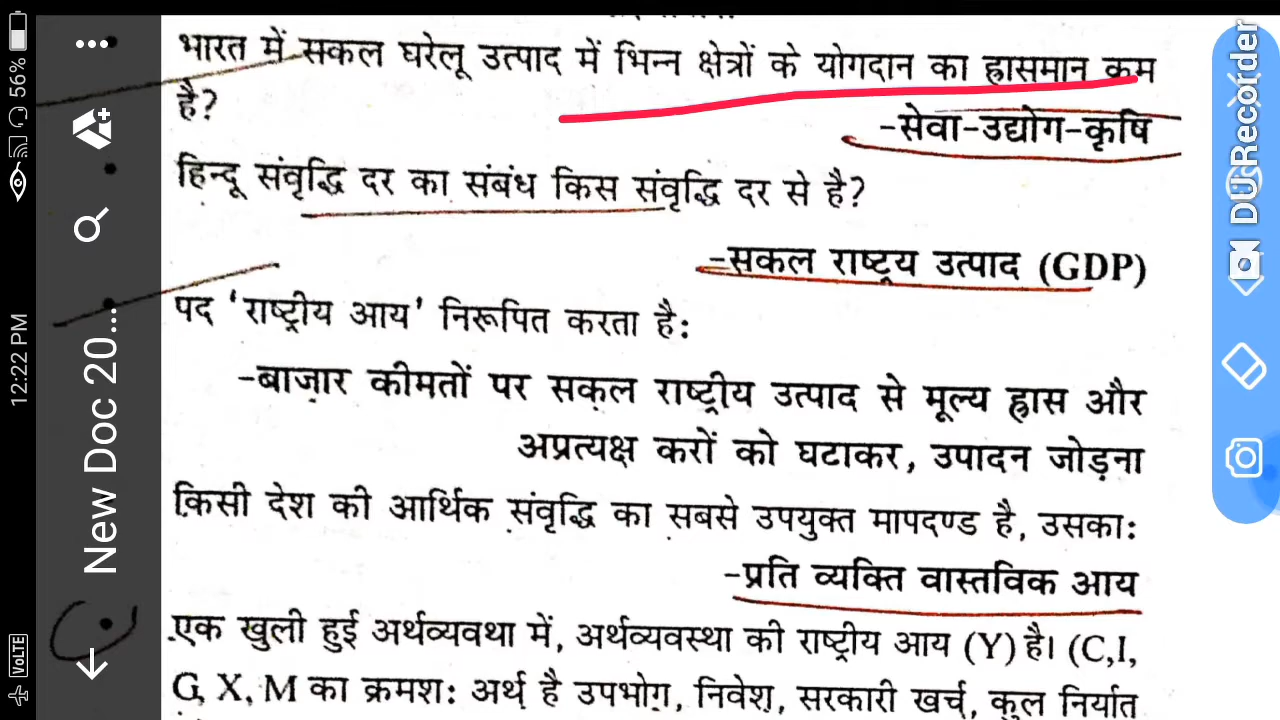 भारत में सकल घरेलू उत्पाद में भिन्न क्षेत्रों के योगदान का ह्रासमान कम
है?
-सेवा-उद्योग-कृषि
हिन्दू संवृद्धि दर का संबंध किस संवृद्धि दर से है?
-सकल राष्ट्रय उत्पाद (GDP)
पद 'राष्ट्रीय आय' निरूपित करता है:
-बाज़ार कीमतों पर सकल राष्ट्रीय उत्पाद से मूल्य ह्रास और
अप्रत्यक्ष करों को घटाकर, उपादन जोड़ना
किसी देश की आर्थिक संवृद्धि का सबसे उपयुक्त मापदण्ड है, उसका:
-प्रति व्यक्ति वास्तविक आय
एक खुली हुई अर्थव्यवथा में, अर्थव्यवस्था की राष्ट्रीय आय (Y) है। (C,I,
G, X, M का क्रमश: अर्थ है उपभोग, निवेश, सरकारी खर्च, कुल निर्यात
New Doc 20...
56%
12:22 PM
VoLTE
DU Recorder